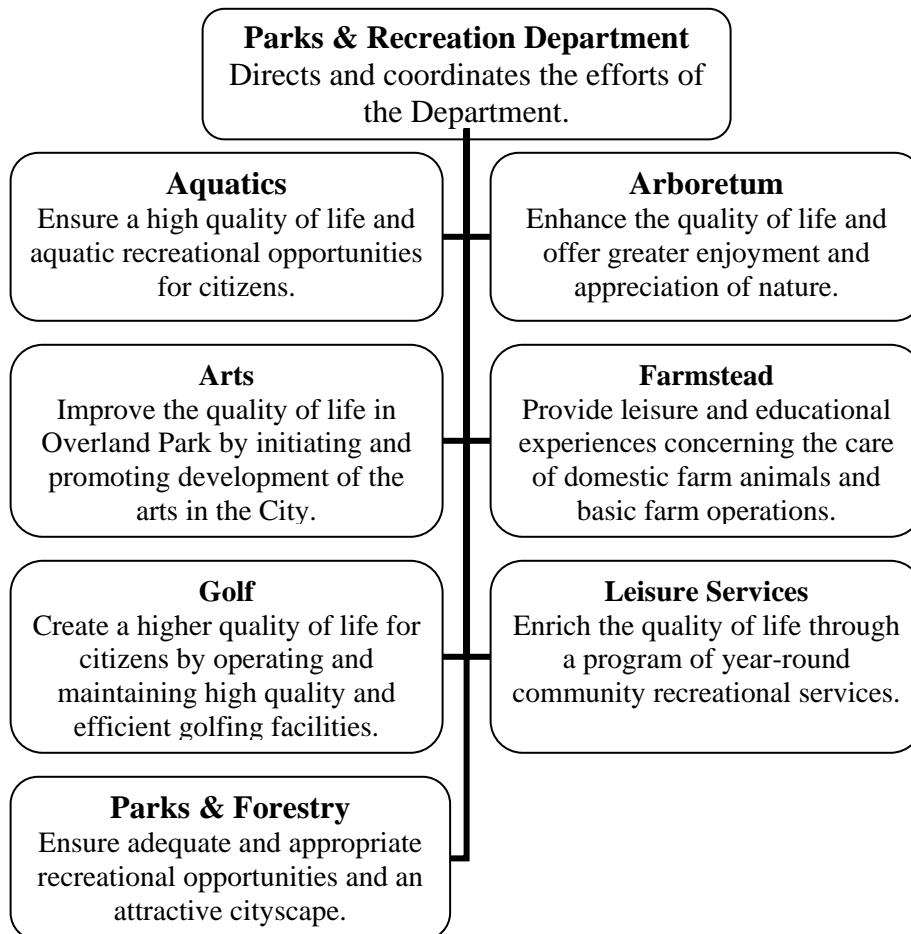 Parks & Recreation Department
Directs and coordinates the efforts of
the Department.
Aquatics
Ensure a high quality of life and
aquatic recreational opportunities
for citizens.
Arboretum
Enhance the quality of life and
offer greater enjoyment and
appreciation of nature.
Arts
Improve the quality of life in
Overland Park by initiating and
promoting development of the
arts in the City.
Farmstead
Provide leisure and educational
experiences concerning the care
of domestic farm animals and
basic farm operations.
Golf
Create a higher quality of life for
citizens by operating and
maintaining high quality and
efficient golfing facilities.
Leisure Services
Enrich the quality of life through
a program of year-round
community recreational services.
Parks & Forestry
Ensure adequate and appropriate
recreational opportunities and an
attractive cityscape.